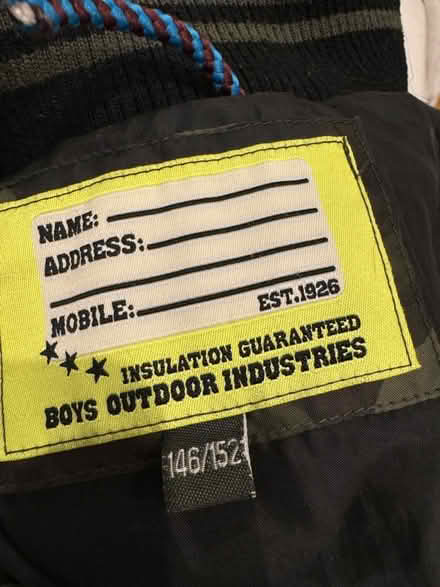 NAME:
ADDRESS:
MOBILE:
EST.1926
INSULATION GUARANTEED
BOYS OUTDOOR INDUSTRIES
146/152